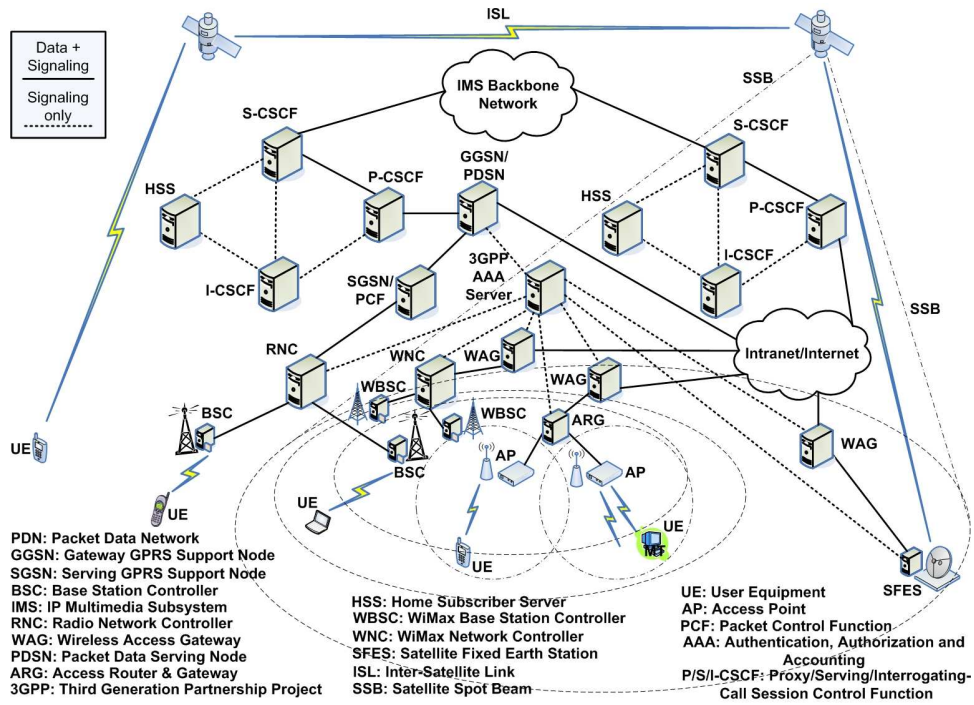 ISL
Data +
Signaling
Signaling
only
IMS Backbone
Network
SSB
S-CSCF
S-CSCF
GGSN/
PDSN
HSS
P-CSCF
HSS
P-CSCF
I-CSCF
SGSN/
PCF
3GPP
AAA
Server
I-CSCF
SSB
RNC
WNC
WAG
Intranet/Internet
WBSC
WAG
BSC
WBSC
ARG
UE
AP
AP
WAG
BSC
UE
UE
UE
UE
SFES
PDN: Packet Data Network
GGSN: Gateway GPRS Support Node
SGSN: Serving GPRS Support Node
BSC: Base Station Controller
IMS: IP Multimedia Subsystem
RNC: Radio Network Controller
WAG: Wireless Access Gateway
PDSN: Packet Data Serving Node
ARG: Access Router & Gateway
3GPP: Third Generation Partnership Project
HSS: Home Subscriber Server
WBSC: WiMax Base Station Controller
WNC: WiMax Network Controller
SFES: Satellite Fixed Earth Station
ISL: Inter-Satellite Link
SSB: Satellite Spot Beam
UE: User Equipment
AP: Access Point
PCF: Packet Control Function
AAA: Authentication, Authorization and
Accounting
P/S/I-CSCF: Proxy/Serving/Interrogating-
Call Session Control Function